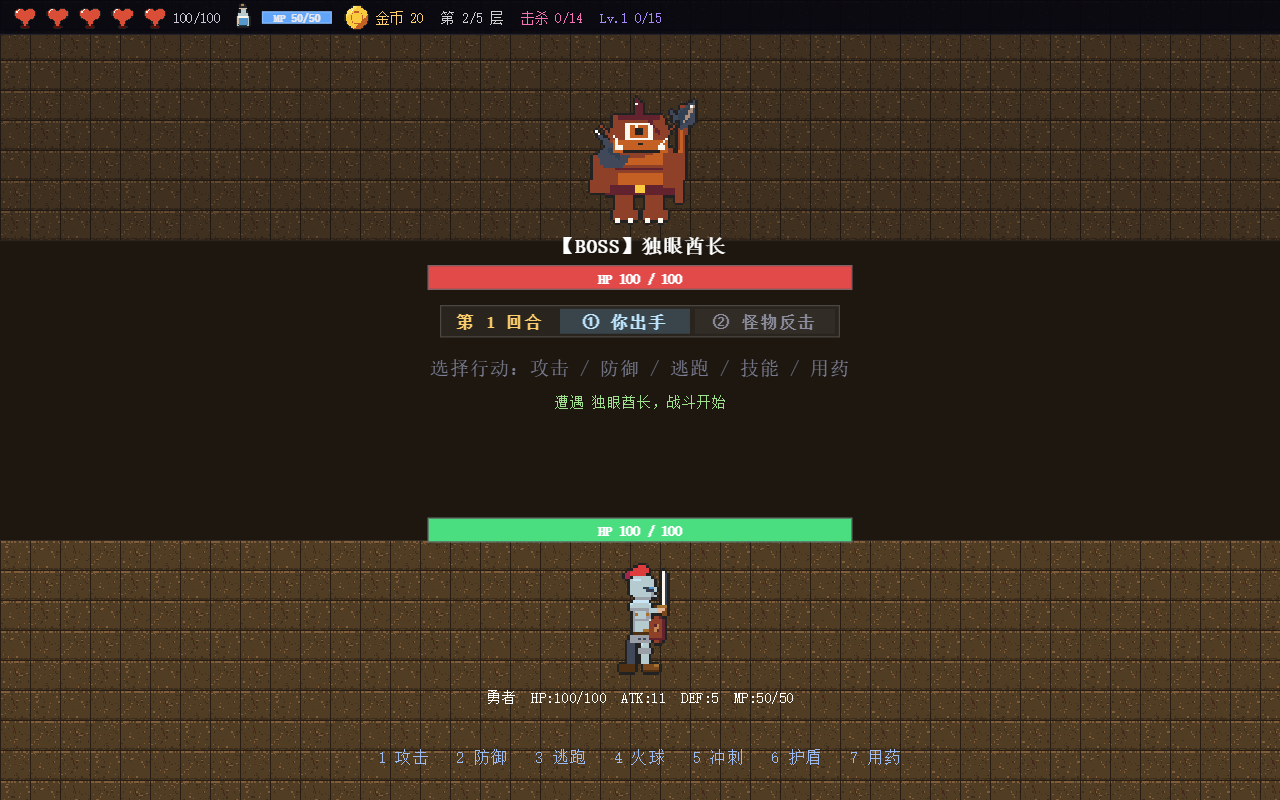 100/100 MP 50/50 金币 20 第 2/5 层 击杀 0/14 Lv.1 0/15
【BOSS】独眼酋长
HP 100 / 100
第 1 回合 ① 你出手 ② 怪物反击
选择行动: 攻击 / 防御 / 逃跑 / 技能 / 用药
遭遇 独眼酋长，战斗开始
HP 100 / 100
勇者 HP:100/100 ATK:11 DEF:5 MP:50/50
1 攻击 2 防御 3 逃跑 4 火球 5 冲刺 6 护盾 7 用药